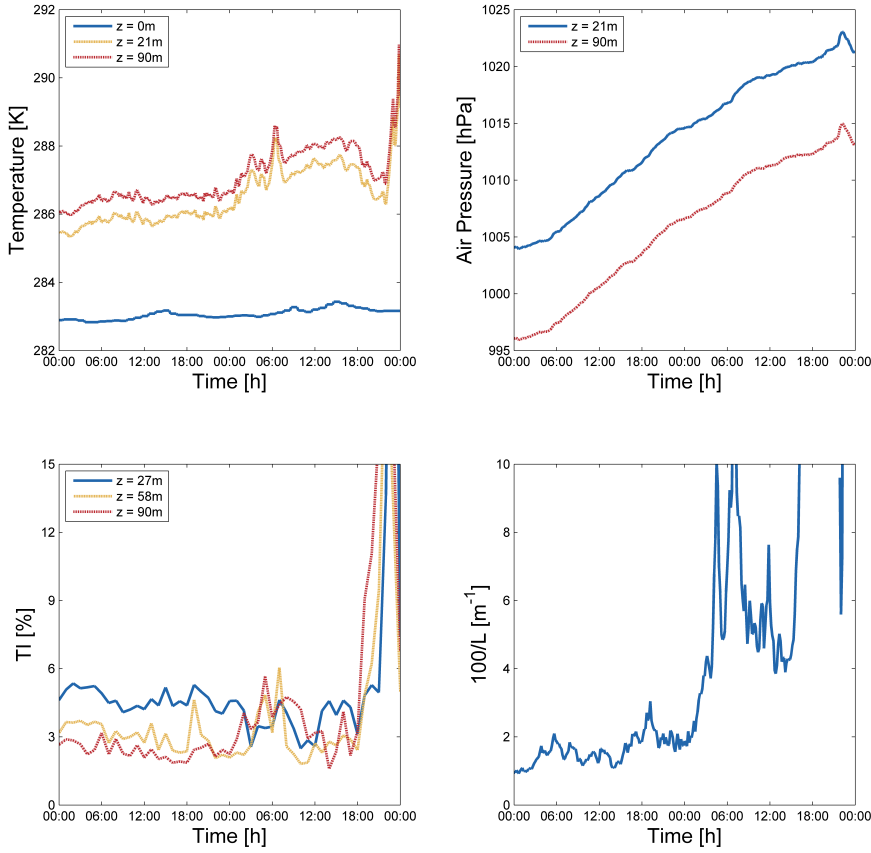 292
290
288
286
284
282
Temperature [K]
z = 0m
z = 21m
z = 90m
00:00 06:00 12:00 18:00 00:00 06:00 12:00 18:00 00:00
Time [h]
1025
1020
1015
1010
1005
1000
995
Air Pressure [hPa]
z = 21m
z = 90m
00:00 06:00 12:00 18:00 00:00 06:00 12:00 18:00 00:00
Time [h]
15
12
9
6
3
0
TI [%]
z = 27m
z = 58m
z = 90m
00:00 06:00 12:00 18:00 00:00 06:00 12:00 18:00 00:00
Time [h]
10
8
6
4
2
0
100/L [m⁻¹]
00:00 06:00 12:00 18:00 00:00 06:00 12:00 18:00 00:00
Time [h]